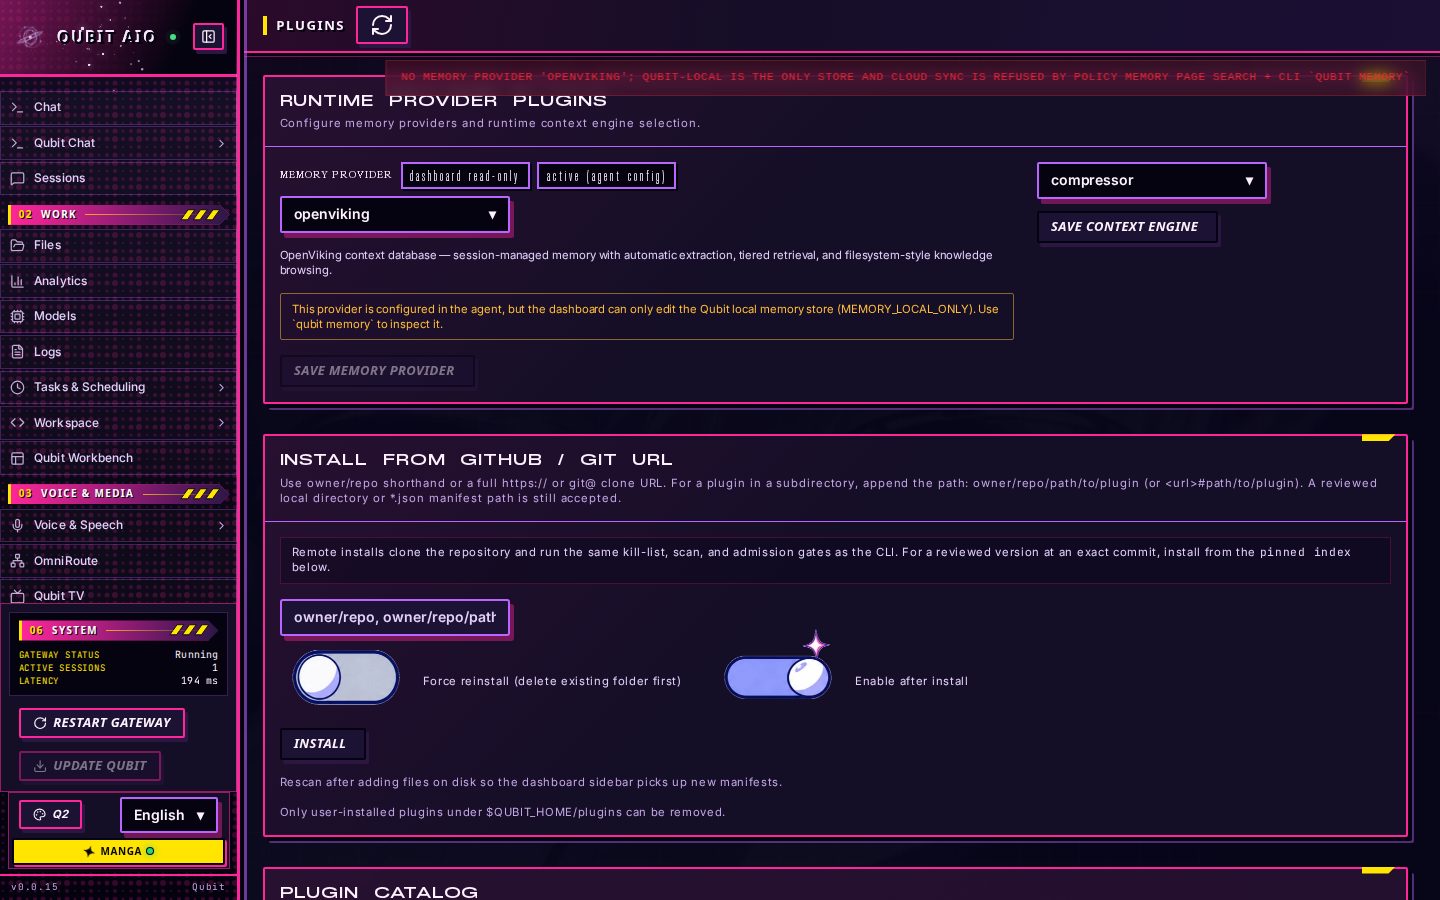 QUBIT AIO
Chat
Qubit Chat
Sessions
02 WORK
Files
Analytics
Models
Logs
Tasks & Scheduling
Workspace
Qubit Workbench
03 VOICE & MEDIA
Voice & Speech
OmniRoute
Qubit TV
06 SYSTEM
GATEWAY STATUS Running
ACTIVE SESSIONS 1
LATENCY 194 ms
RESTART GATEWAY
UPDATE QUBIT
Q2 English ▾
MANGA
v0.0.15 Qubit
PLUGINS
NO MEMORY PROVIDER 'OPENVIKING'; QUBIT-LOCAL IS THE ONLY STORE AND CLOUD SYNC IS REFUSED BY POLICY MEMORY PAGE SEARCH + CLI `QUBIT MEMORY`
RUNTIME PROVIDER PLUGINS
Configure memory providers and runtime context engine selection.
MEMORY PROVIDER dashboard read-only active (agent config)
openviking ▾
OpenViking context database — session-managed memory with automatic extraction, tiered retrieval, and filesystem-style knowledge
browsing.
This provider is configured in the agent, but the dashboard can only edit the Qubit local memory store (MEMORY_LOCAL_ONLY). Use
`qubit memory` to inspect it.
SAVE MEMORY PROVIDER
compressor ▾
SAVE CONTEXT ENGINE
INSTALL FROM GITHUB / GIT URL
Use owner/repo shorthand or a full https:// or git@ clone URL. For a plugin in a subdirectory, append the path: owner/repo/path/to/plugin (or <url>#path/to/plugin). A reviewed
local directory or *.json manifest path is still accepted.
Remote installs clone the repository and run the same kill-list, scan, and admission gates as the CLI. For a reviewed version at an exact commit, install from the pinned index
below.
owner/repo, owner/repo/path
Force reinstall (delete existing folder first)
Enable after install
INSTALL
Rescan after adding files on disk so the dashboard sidebar picks up new manifests.
Only user-installed plugins under $QUBIT_HOME/plugins can be removed.
PLUGIN CATALOG